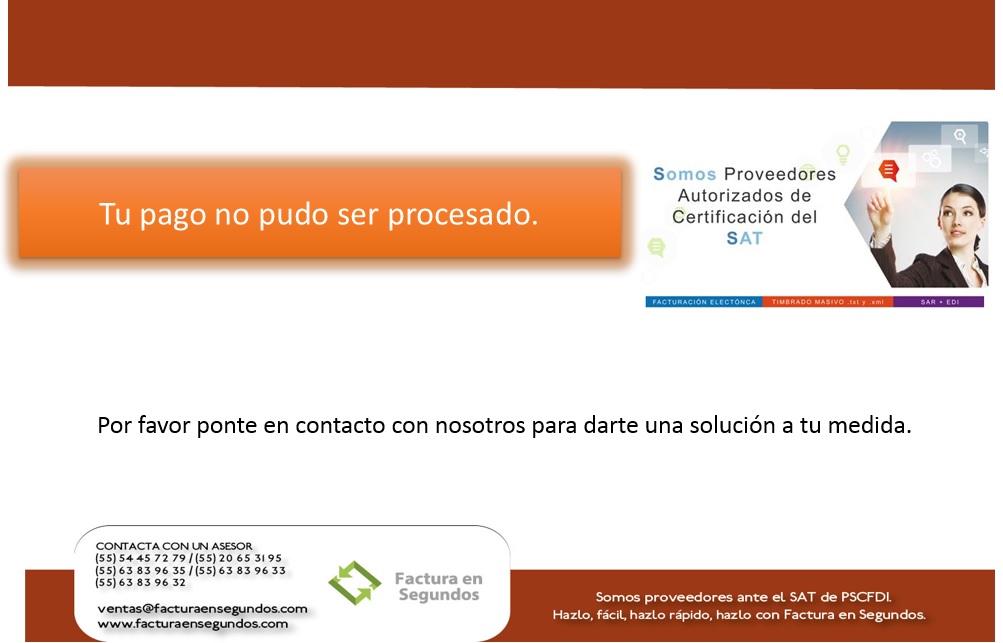 Tu pago no pudo ser procesado.
Somos Proveedores
Autorizados de
Certificación del
SAT
FACTURACIÓN ELECTÓNCA TIMBRADO MASIVO .txt y .xml SAR + EDI
Por favor ponte en contacto con nosotros para darte una solución a tu medida.
CONTACTA CON UN ASESOR
(55) 54 45 72 79 / (55) 20 65 31 95
(55) 63 83 96 35 / (55) 63 83 96 33
(55) 63 83 96 32
ventas@facturaensegundos.com
www.facturaensegundos.com
Factura en
Segundos
Somos proveedores ante el SAT de PSCFDI.
Hazlo, fácil, hazlo rápido, hazlo con Factura en Segundos.